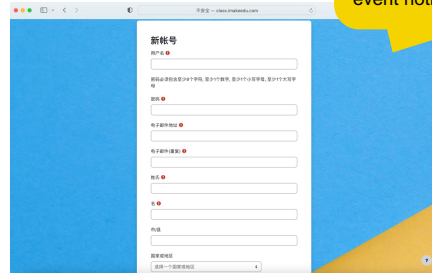 event noti
不安全 — class.imakeedu.com
新帐号
用户名
密码必须包含至少8个字符, 至少1个数字, 至少1个小写字母, 至少1个大写字
母
密码
电子邮件地址
电子邮件(重复)
姓氏
名
市/县
国家或地区
选择一个国家或地区
?